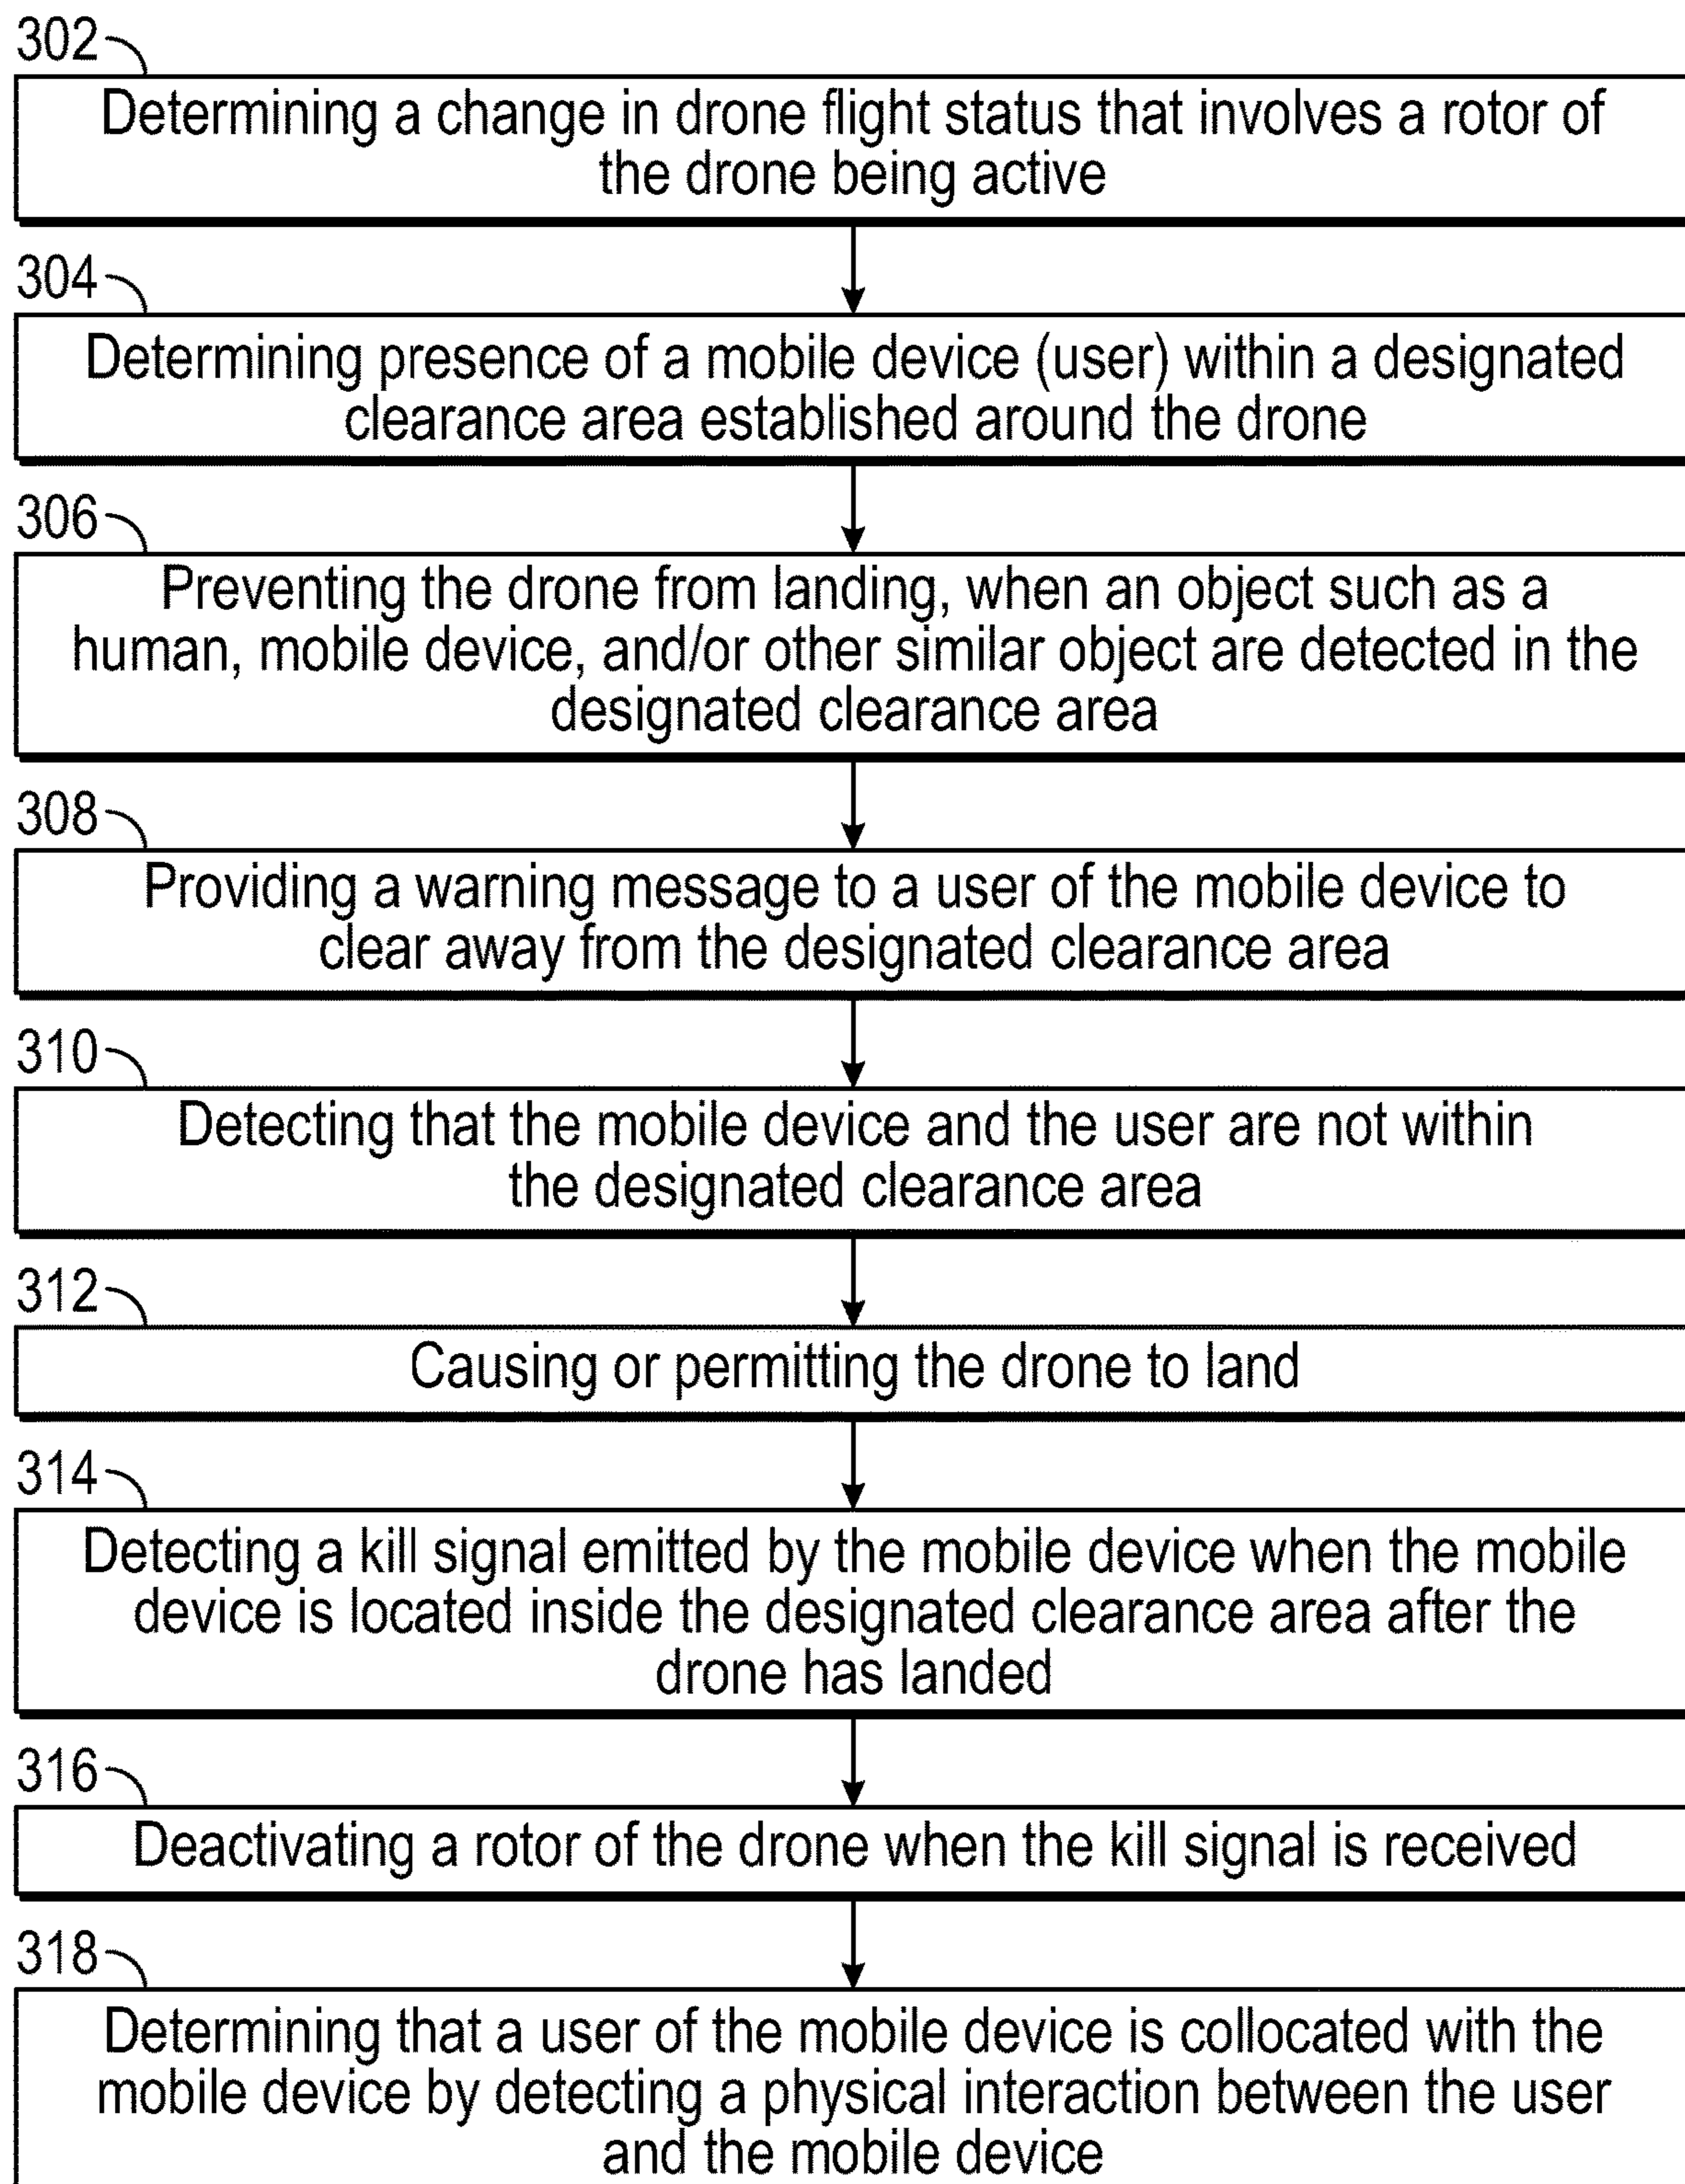 302
Determining a change in drone flight status that involves a rotor of
the drone being active
304
Determining presence of a mobile device (user) within a designated
clearance area established around the drone
306
Preventing the drone from landing, when an object such as a
human, mobile device, and/or other similar object are detected in the
designated clearance area
308
Providing a warning message to a user of the mobile device to
clear away from the designated clearance area
310
Detecting that the mobile device and the user are not within
the designated clearance area
312
Causing or permitting the drone to land
314
Detecting a kill signal emitted by the mobile device when the mobile
device is located inside the designated clearance area after the
drone has landed
316
Deactivating a rotor of the drone when the kill signal is received
318
Determining that a user of the mobile device is collocated with the
mobile device by detecting a physical interaction between the user
and the mobile device